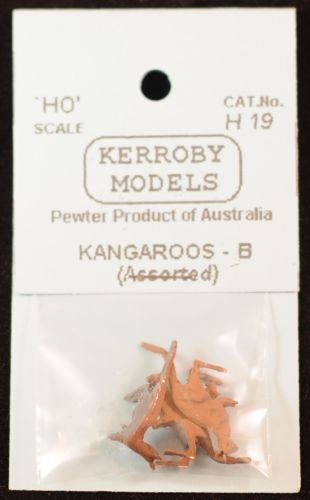 'HO' CAT.No.
SCALE H 19
KERROBY
MODELS
Pewter Product of Australia
KANGAROOS - B
(Assorted)